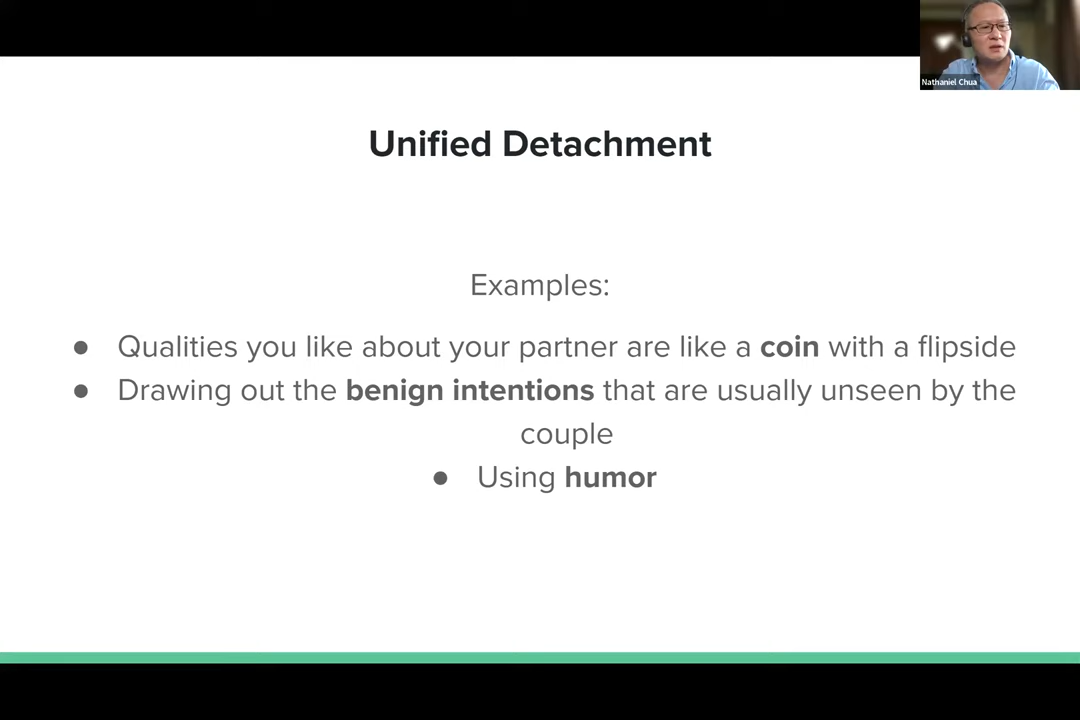 Nathaniel Chua
Unified Detachment
Examples:
● Qualities you like about your partner are like a coin with a flipside
● Drawing out the benign intentions that are usually unseen by the
couple
● Using humor